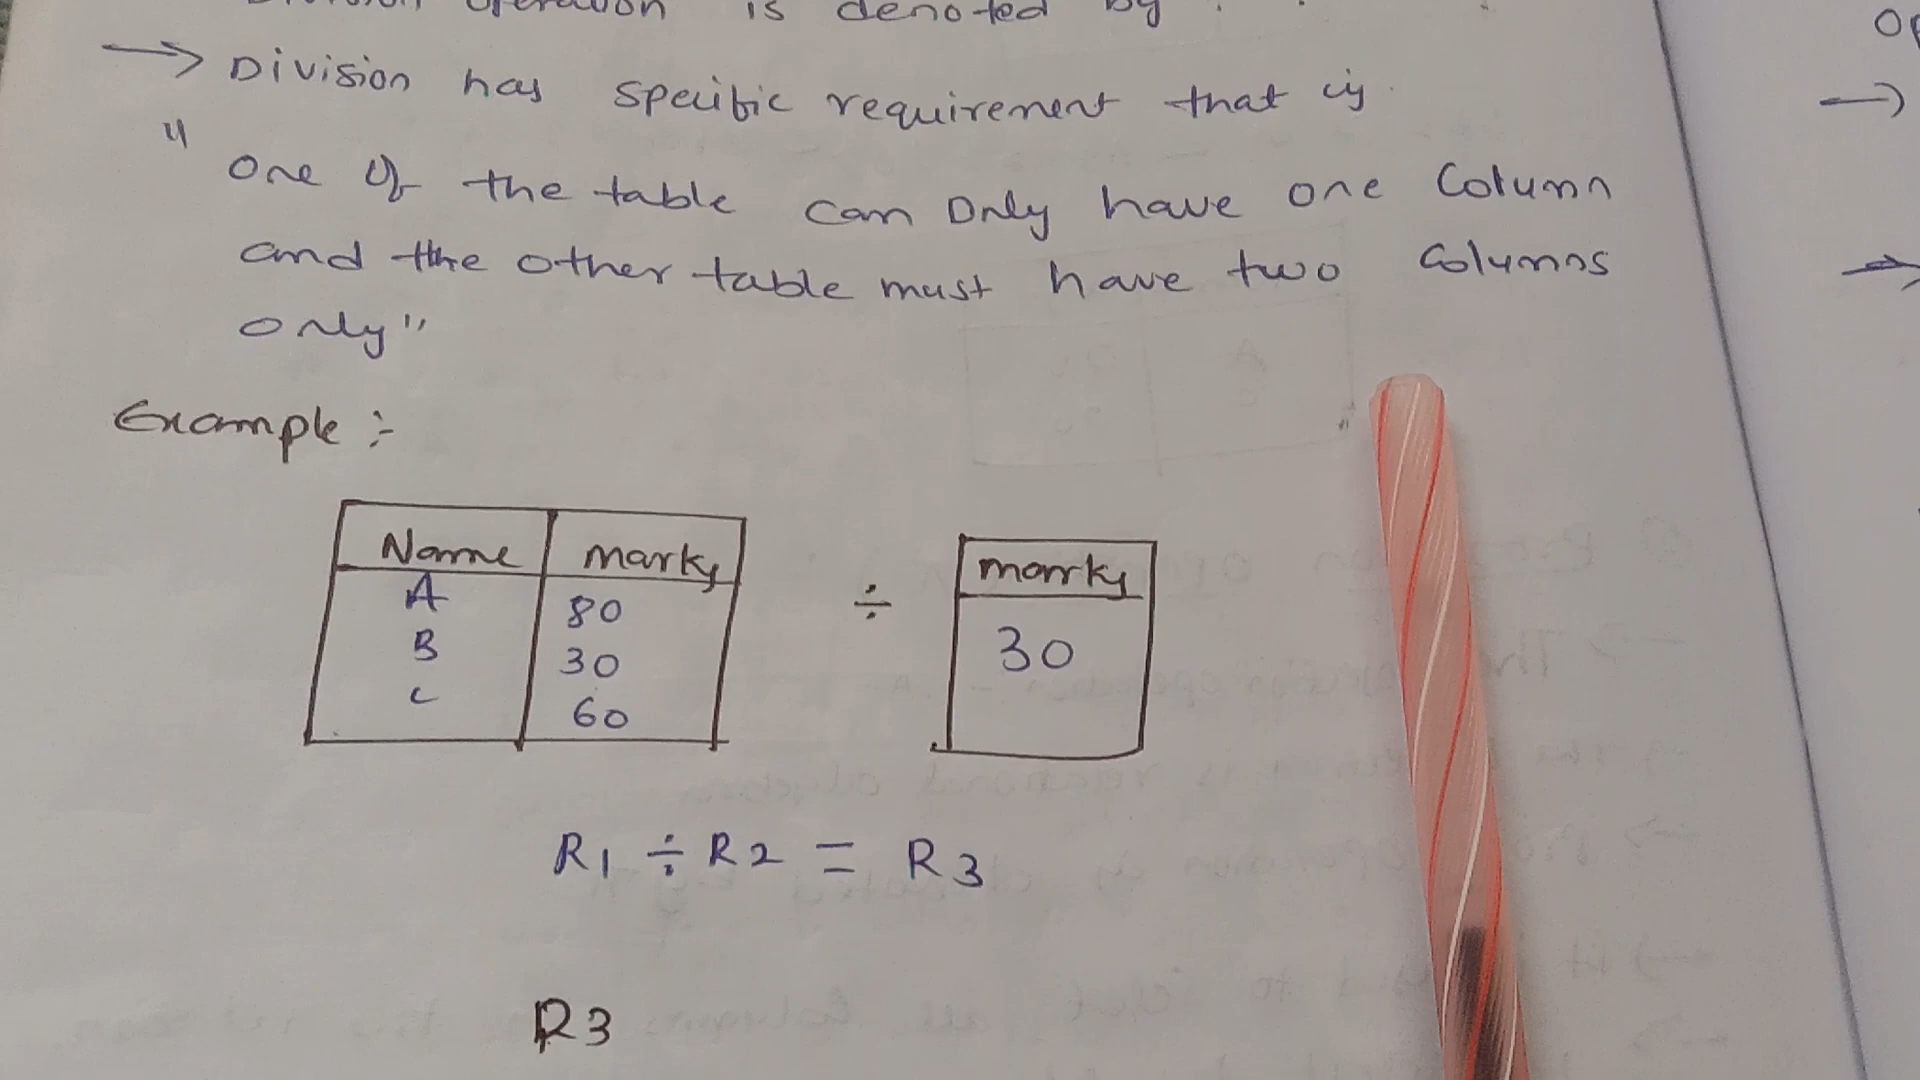 Division operation is denoted by
→ Division has specific requirement that is
" One of the table can only have one column
and the other table must have two columns
only"
Example :-
Name marks ÷ marks
A 80 30
B 30
C 60
R1 ÷ R2 = R3
R3